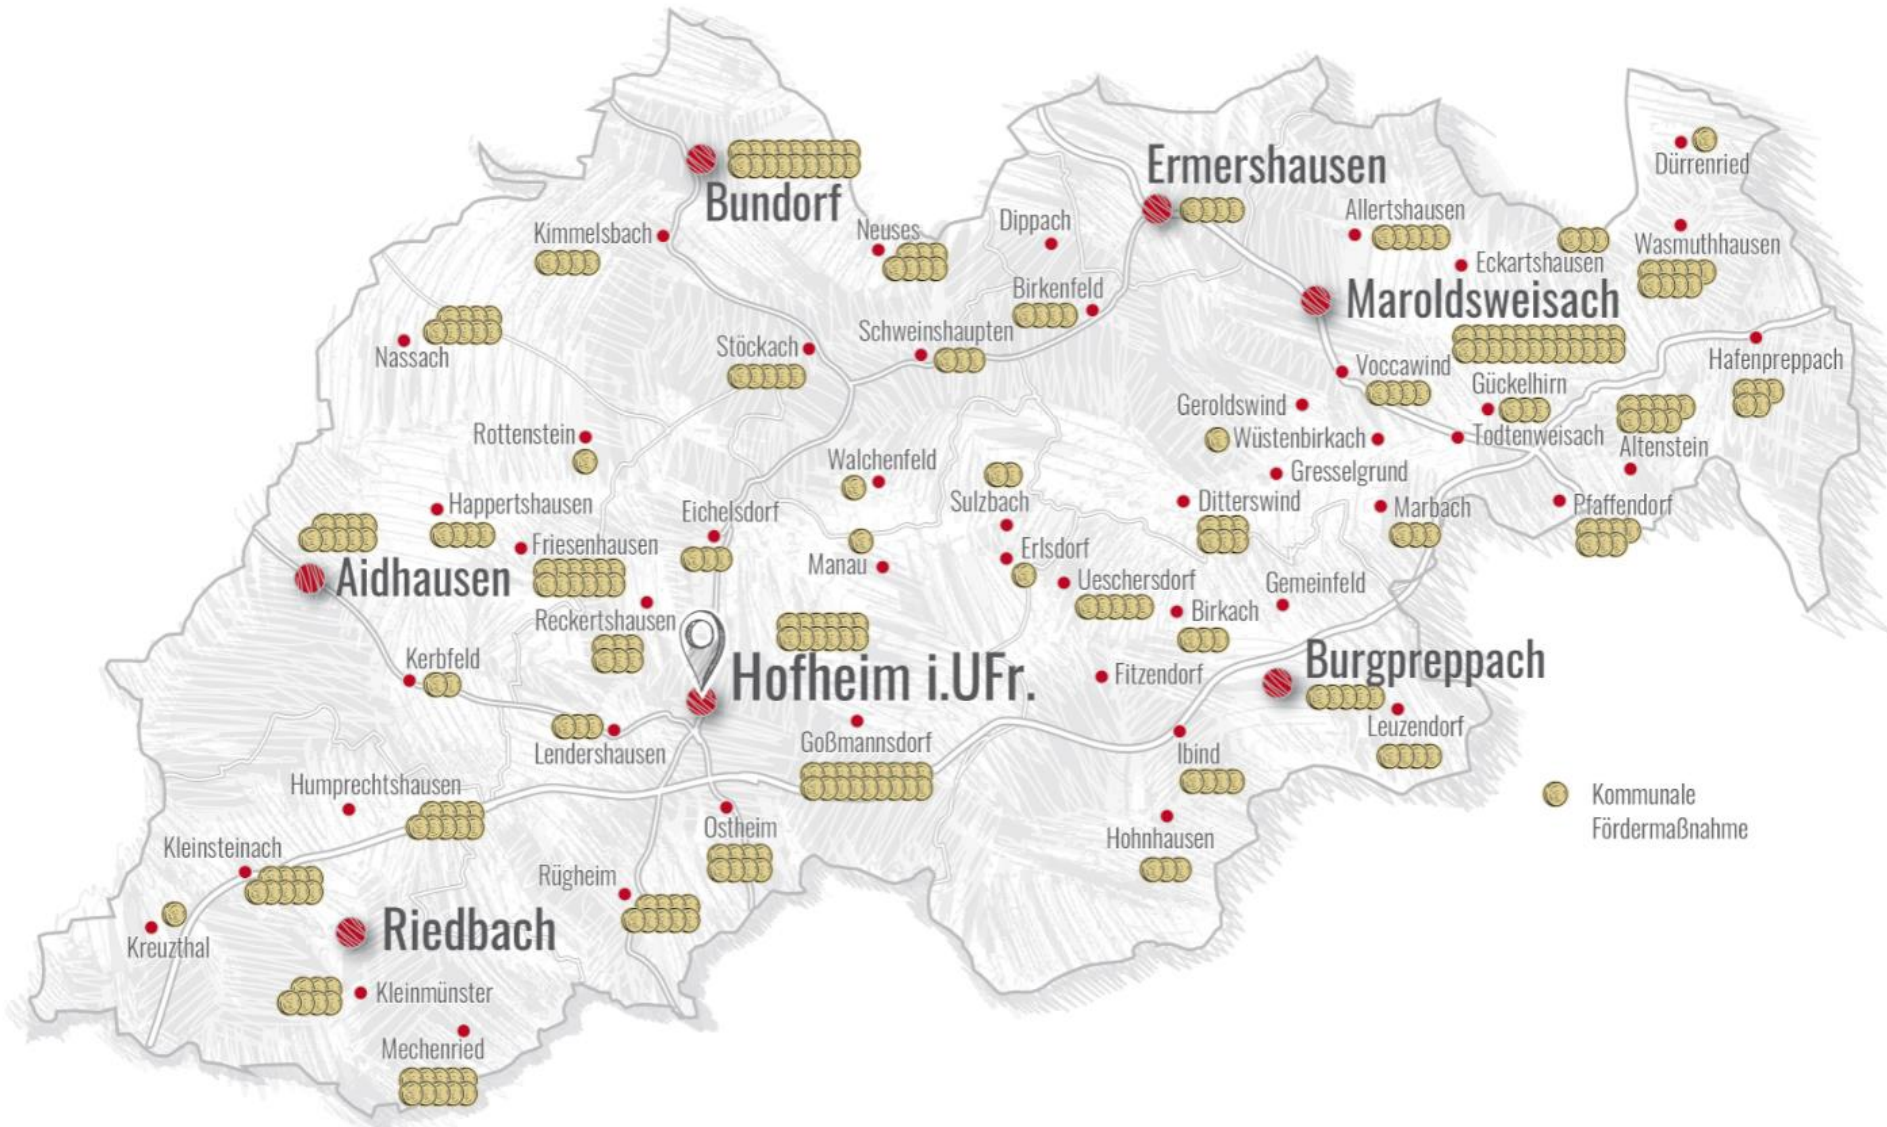 Dürrenried
Ermershausen
Bundorf
Allertshausen
Dippach
Neuses
Kimmelsbach
Wasmuthhausen
Eckartshausen
Birkenfeld
Maroldsweisach
Schweinshaupten
Stöckach
Nassach
Hafenpreppach
Voccawind
Gückelhirn
Geroldswind
Rottenstein
Wüstenbirkach
Todtenweisach
Altenstein
Walchenfeld
Gresselgrund
Sulzbach
Ditterswind
Happertshausen
Eichelsdorf
Marbach
Pfaffendorf
Friesenhausen
Erlsdorf
Manau
Aidhausen
Ueschersdorf
Gemeinfeld
Birkach
Reckertshausen
Kerbfeld
Burgpreppach
Hofheim i.UFr.
Fitzendorf
Leuzendorf
Goßmannsdorf
Lendershausen
Ibind
Humprechtshausen
Kommunale
Fördermaßnahme
Ostheim
Hohnhausen
Kleinsteinach
Rügheim
Riedbach
Kreuzthal
Kleinmünster
Mechenried